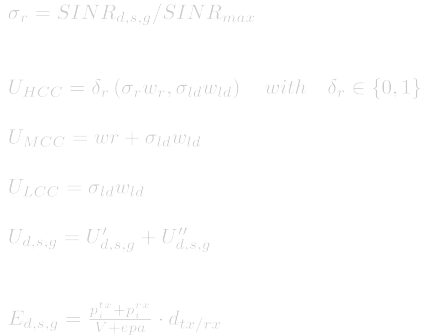 σ_r = SINR_{d,s,g}/SINR_{max}
U_{HCC} = δ_r (σ_r w_r, σ_{ld} w_{ld}) with δ_r ∈ {0, 1}
U_{MCC} = wr + σ_{ld} w_{ld}
U_{LCC} = σ_{ld} w_{ld}
U_{d,s,g} = U'_{d,s,g} + U''_{d,s,g}
E_{d,s,g} = \frac{p_i^{tx} + p_i^{rx}}{V + epa} · d_{tx/rx}